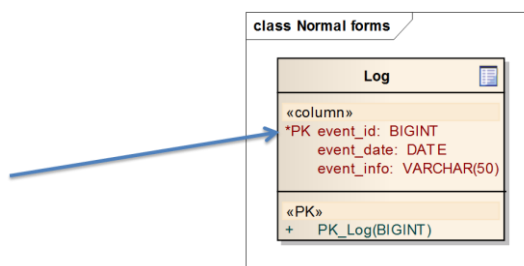 class Normal forms
Log
«column»
*PK event_id: BIGINT
event_date: DATE
event_info: VARCHAR(50)
«PK»
+ PK_Log(BIGINT)